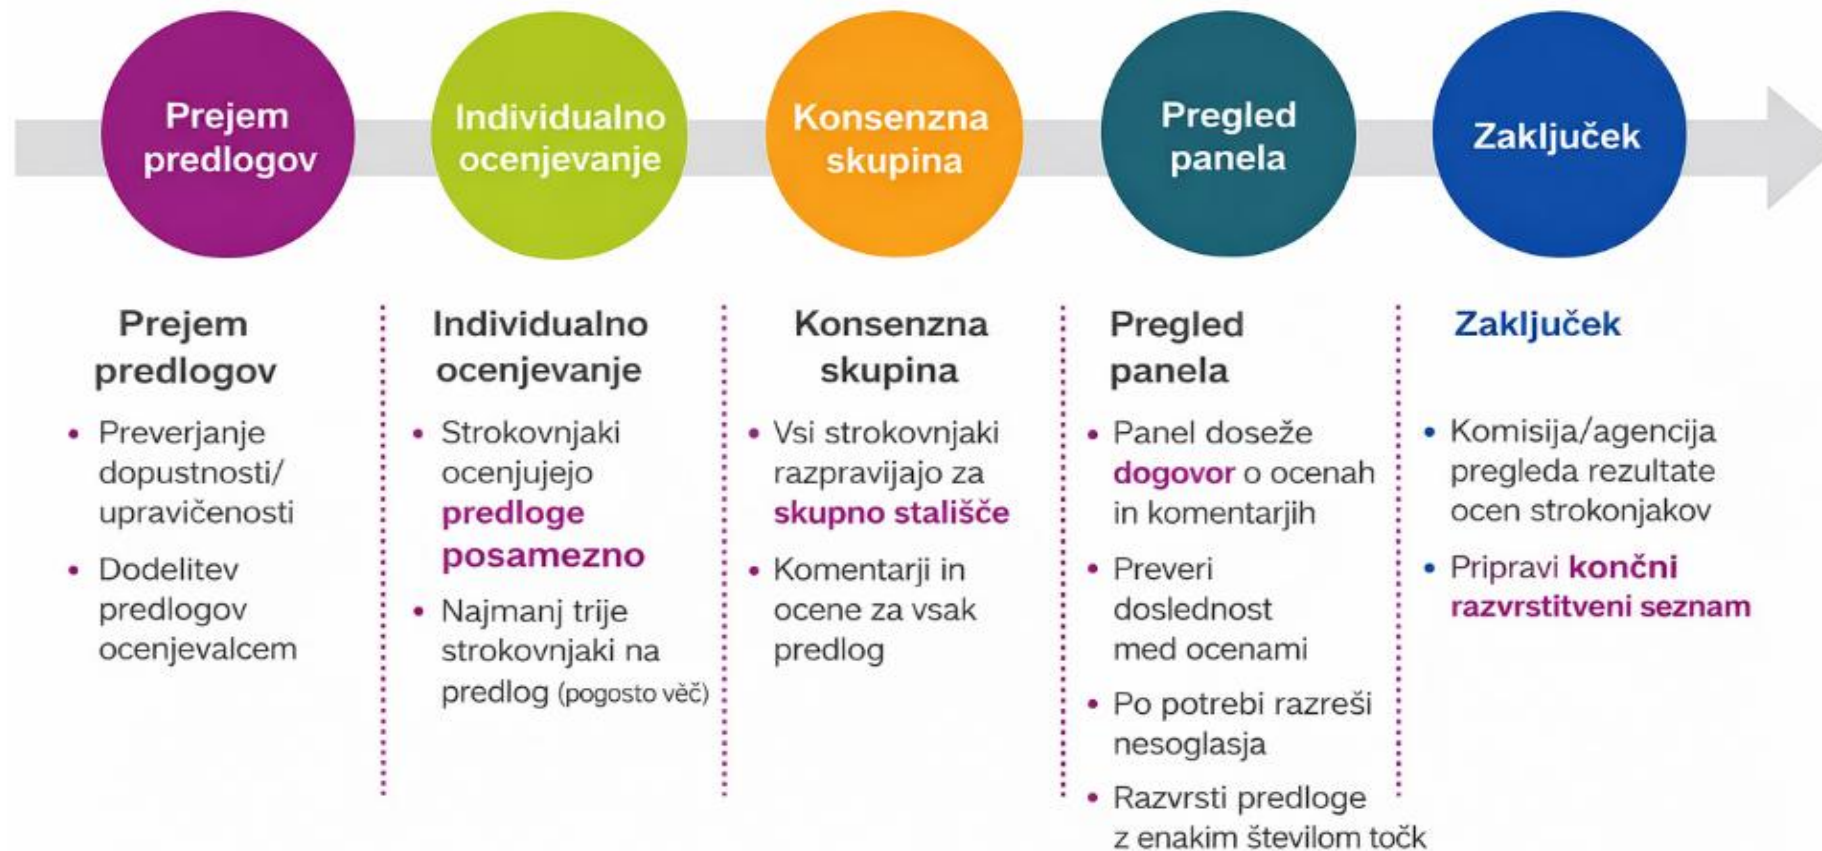 Prejem
predlogov
Individualno
ocenjevanje
Konsenzna
skupina
Pregled
panela
Zaključek
Prejem
predlogov
• Preverjanje
dopustnosti/
upravičenosti
• Dodelitev
predlogov
ocenjevalcem
Individualno
ocenjevanje
• Strokovnjaki
ocenjujejo
predloge
posamezno
• Najmanj trije
strokovnjaki na
predlog (pogosto věč)
Konsenzna
skupina
• Vsi strokovnjaki
razpravijajo za
skupno stališče
• Komentarji in
ocene za vsak
predlog
Pregled
panela
• Panel doseže
dogovor o ocenah
in komentarjih
• Preveri
doslednost
med ocenami
• Po potrebi razreši
nesoglasja
• Razvrsti predloge
z enakim številom točk
Zaključek
• Komisija/agencija
pregleda rezultate
ocen strokonjakov
• Pripravi končni
razvrstitveni seznam